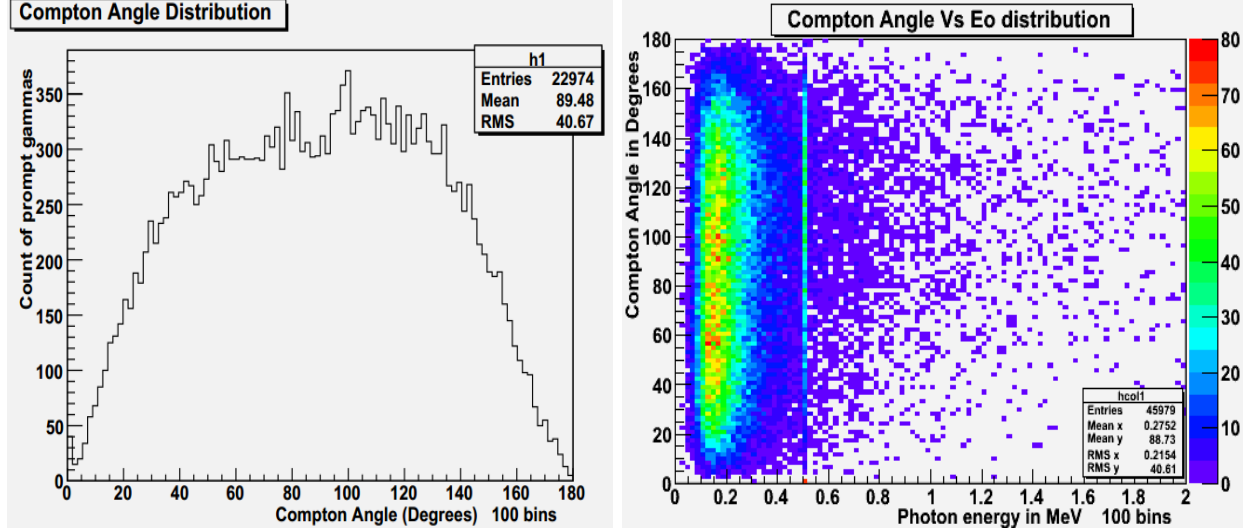 Compton Angle Distribution
h1
Entries 22974
Mean 89.48
RMS 40.67
Count of prompt gammas
350
300
250
200
150
100
50
0
0 20 40 60 80 100 120 140 160 180
Compton Angle (Degrees) 100 bins
Compton Angle Vs Eo distribution
Compton Angle in Degrees
180
160
140
120
100
80
60
40
20
0
hcol1
Entries 45979
Mean x 0.2752
Mean y 88.73
RMS x 0.2154
RMS y 40.61
80
70
60
50
40
30
20
10
0
0 0.2 0.4 0.6 0.8 1 1.2 1.4 1.6 1.8 2
Photon energy in MeV 100 bins